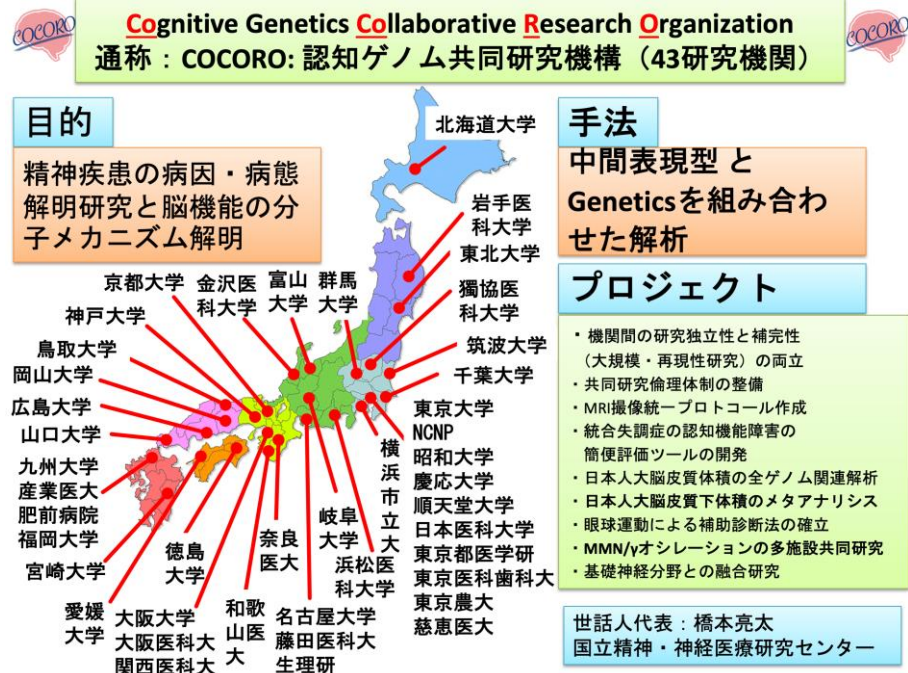 COCORO
Cognitive Genetics Collaborative Research Organization
通称：COCORO: 認知ゲノム共同研究機構（43研究機関）
COCORO
目的
精神疾患の病因・病態
解明研究と脳機能の分
子メカニズム解明
手法
中間表現型 と
Geneticsを組み合わ
せた解析
プロジェクト
・機関間の研究独立性と補完性
（大規模・再現性研究）の両立
・共同研究倫理体制の整備
・MRI撮像統一プロトコール作成
・統合失調症の認知機能障害の
簡便評価ツールの開発
・日本人大脳皮質体積の全ゲノム関連解析
・日本人大脳皮質下体積のメタアナリシス
・眼球運動による補助診断法の確立
・MMN/γオシレーションの多施設共同研究
・基礎神経分野との融合研究
世話人代表：橋本亮太
国立精神・神経医療研究センター
北海道大学
岩手医
科大学
東北大学
獨協医
科大学
筑波大学
千葉大学
東京大学
NCNP
昭和大学
慶応大学
順天堂大学
日本医科大学
東京都医学研
東京医科歯科大
東京農大
慈恵医大
横浜市立大
群馬
大学
富山
大学
金沢医
科大学
京都大学
神戸大学
鳥取大学
岡山大学
広島大学
山口大学
九州大学
産業医大
肥前病院
福岡大学
宮崎大学
愛媛
大学
徳島
大学
大阪大学
大阪医科大
関西医科大
和歌
山医
大
奈良
医大
名古屋大学
藤田医科大
生理研
岐阜
大学
浜松医
科大学